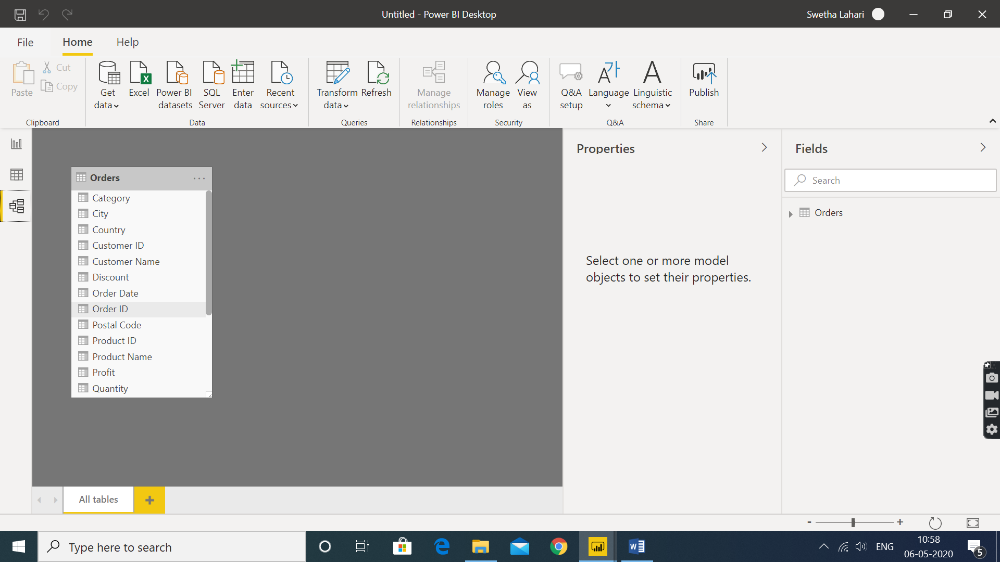 Untitled - Power BI Desktop
Swetha Lahari
File
Home
Help
Paste
Cut
Copy
Clipboard
Get
data
Excel
Power BI
datasets
SQL
Server
Enter
data
Recent
sources
Data
Transform
data
Refresh
Queries
Manage
relationships
Relationships
Manage
roles
View
as
Security
Q&A
setup
Language
Linguistic
schema
Q&A
Publish
Share
Orders
Category
City
Country
Customer ID
Customer Name
Discount
Order Date
Order ID
Postal Code
Product ID
Product Name
Profit
Quantity
Properties
Select one or more model
objects to set their properties.
Fields
Search
Orders
All tables
Type here to search
ENG
10:58
06-05-2020
5